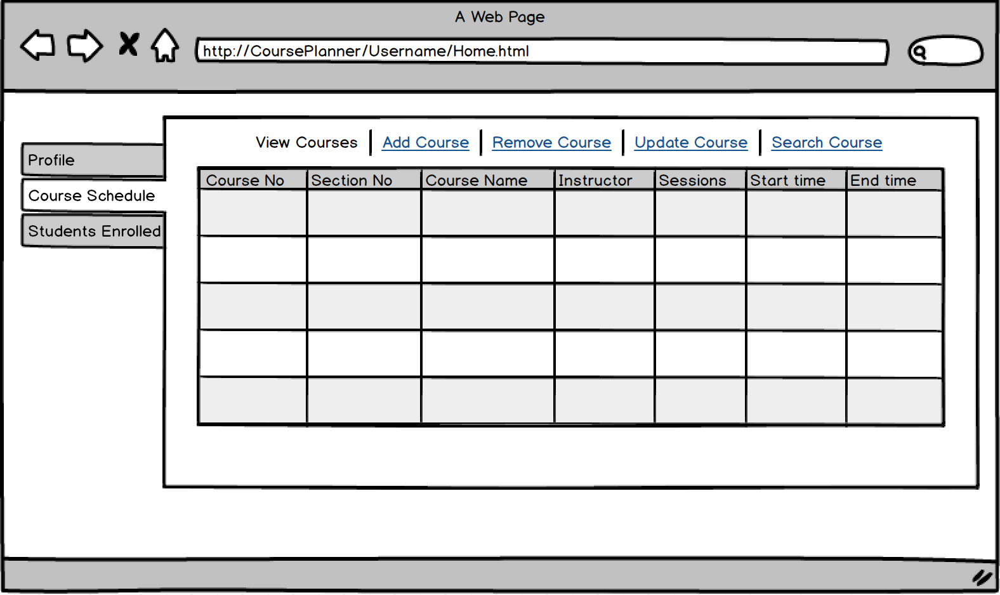 A Web Page
http://CoursePlanner/Username/Home.html
View Courses Add Course Remove Course Update Course Search Course
Profile
Course Schedule
Students Enrolled
Course No Section No Course Name Instructor Sessions Start time End time